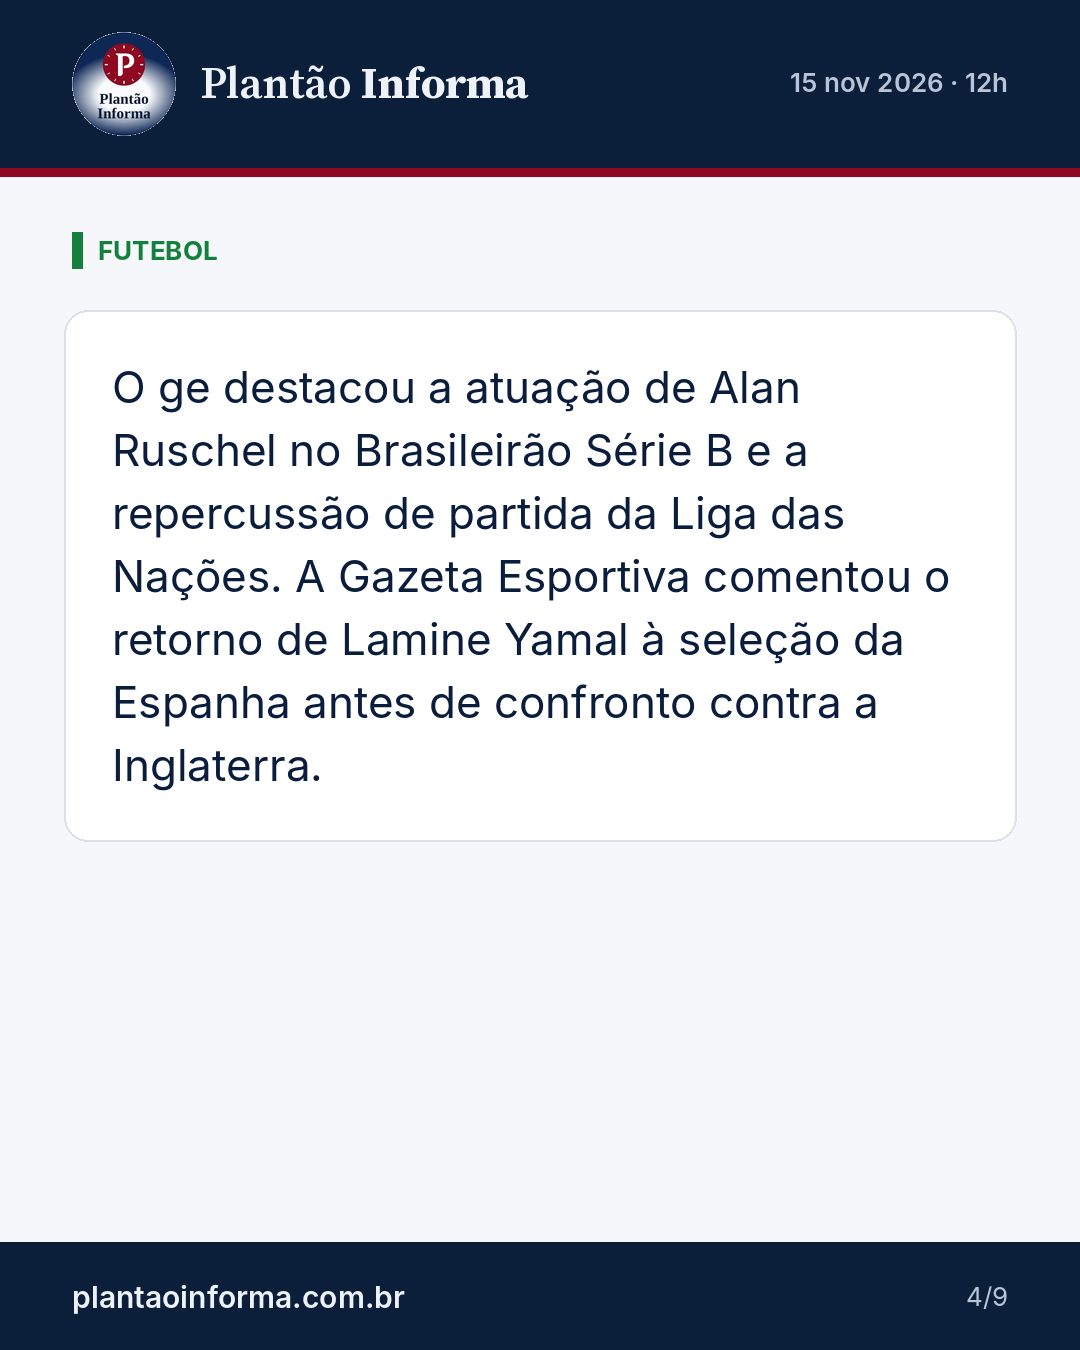 P
Plantão
Informa
Plantão Informa
15 nov 2026 · 12h
FUTEBOL
O ge destacou a atuação de Alan
Ruschel no Brasileirão Série B e a
repercussão de partida da Liga das
Nações. A Gazeta Esportiva comentou o
retorno de Lamine Yamal à seleção da
Espanha antes de confronto contra a
Inglaterra.
plantaoinforma.com.br
4/9